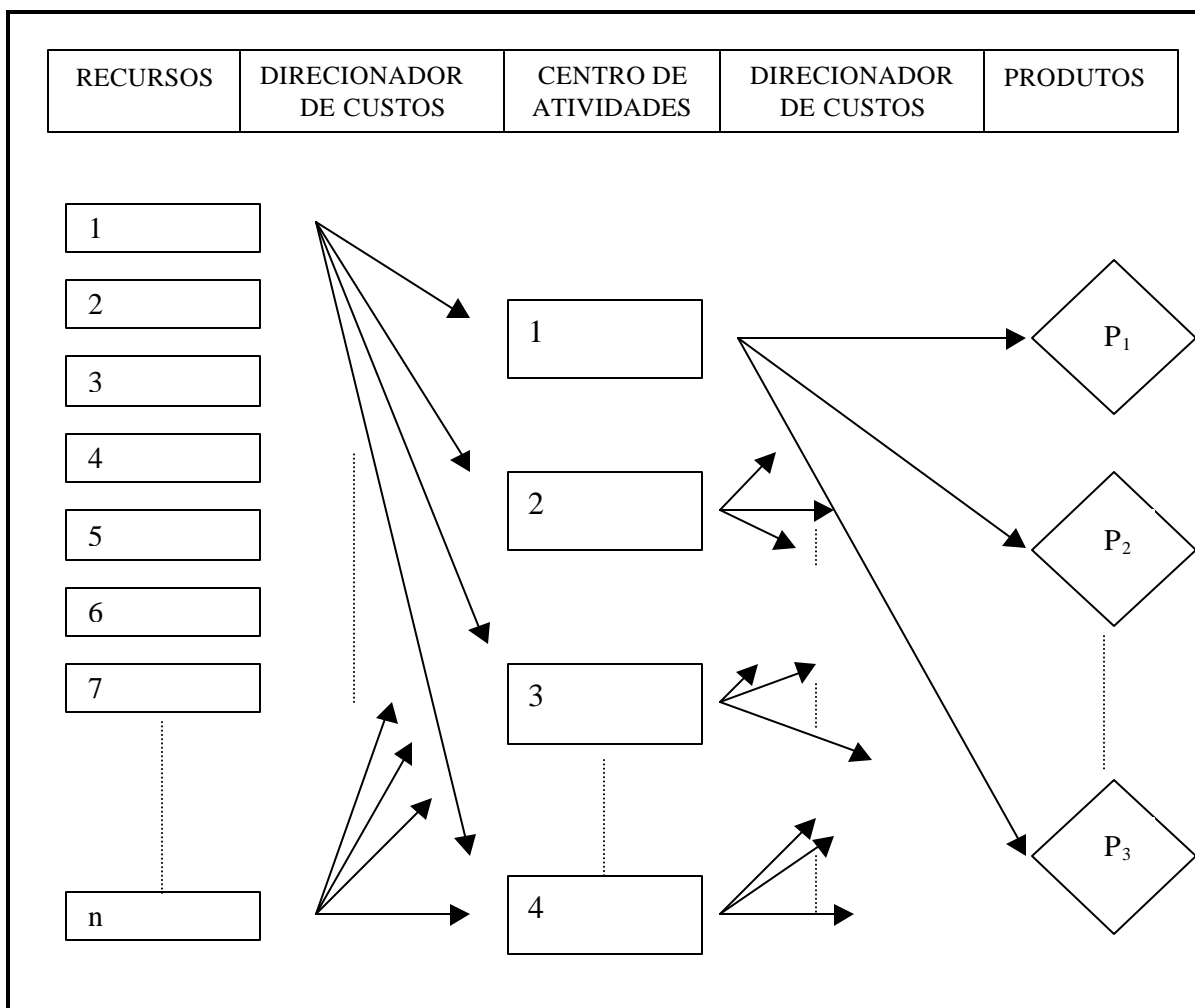 RECURSOS
DIRECIONADOR
DE CUSTOS
CENTRO DE
ATIVIDADES
DIRECIONADOR
DE CUSTOS
PRODUTOS
1
2
3
4
5
6
7
n
1
2
3
4
P₁
P₂
P₃